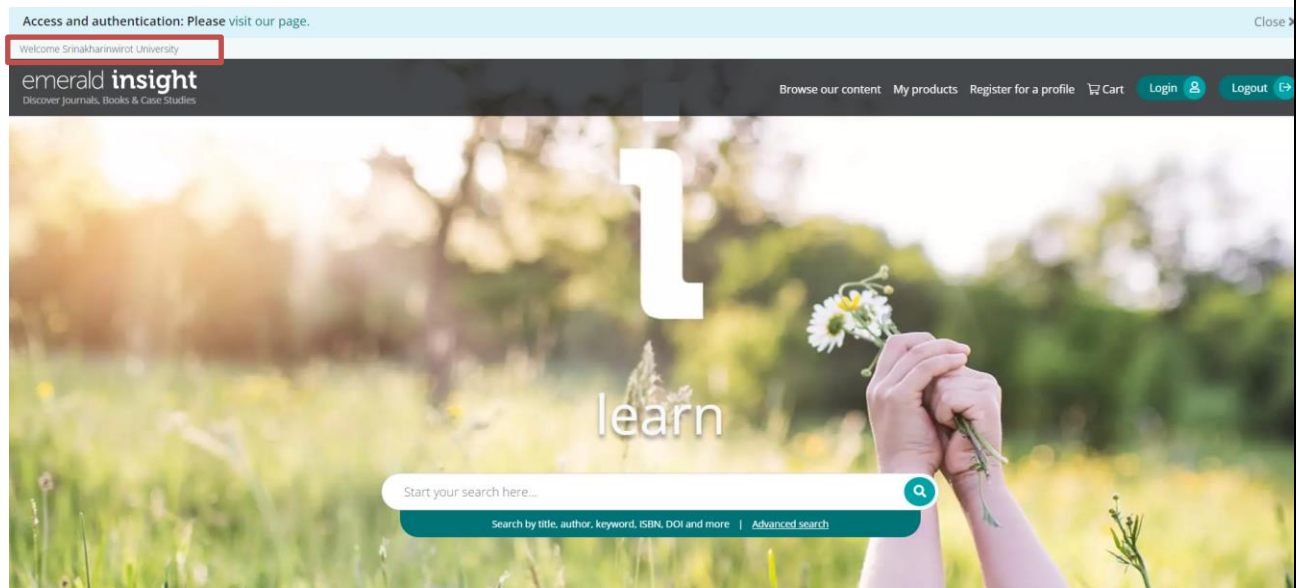 Access and authentication: Please visit our page.
Close ×
Welcome Srinakharinwirot University
emerald insight
Discover Journals, Books & Case Studies
Browse our content My products Register for a profile Cart Login Logout
learn
Start your search here...
Search by title, author, keyword, ISBN, DOI and more | Advanced search